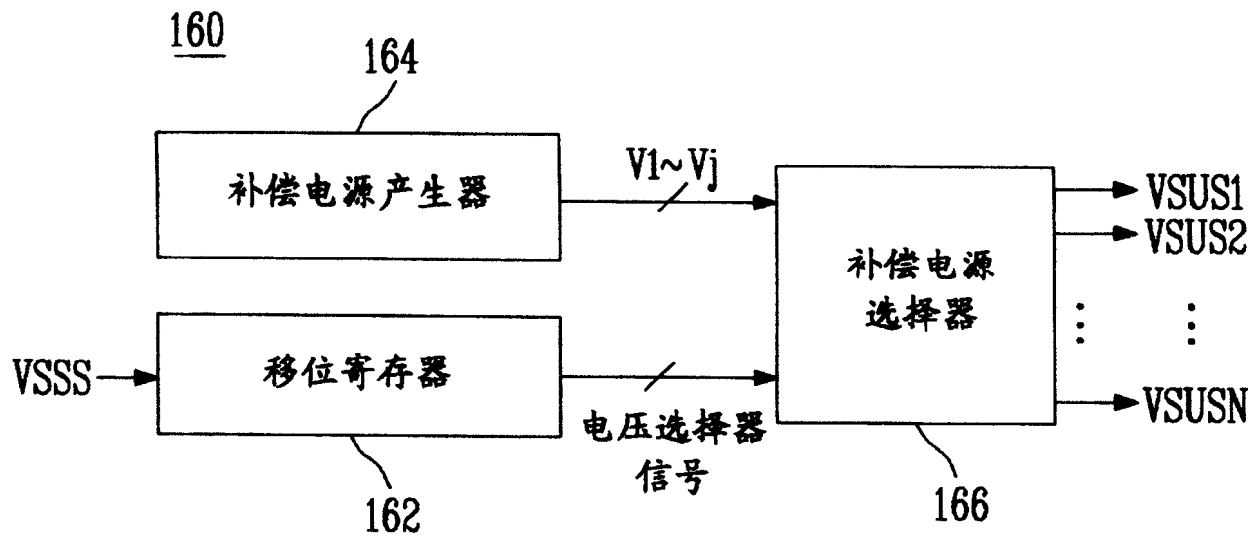 160
164
补偿电源产生器
V1~Vj
VSUS1
VSUS2
补偿电源
选择器
VSSS
移位寄存器
VSUSN
电压选择器
信号
162
166